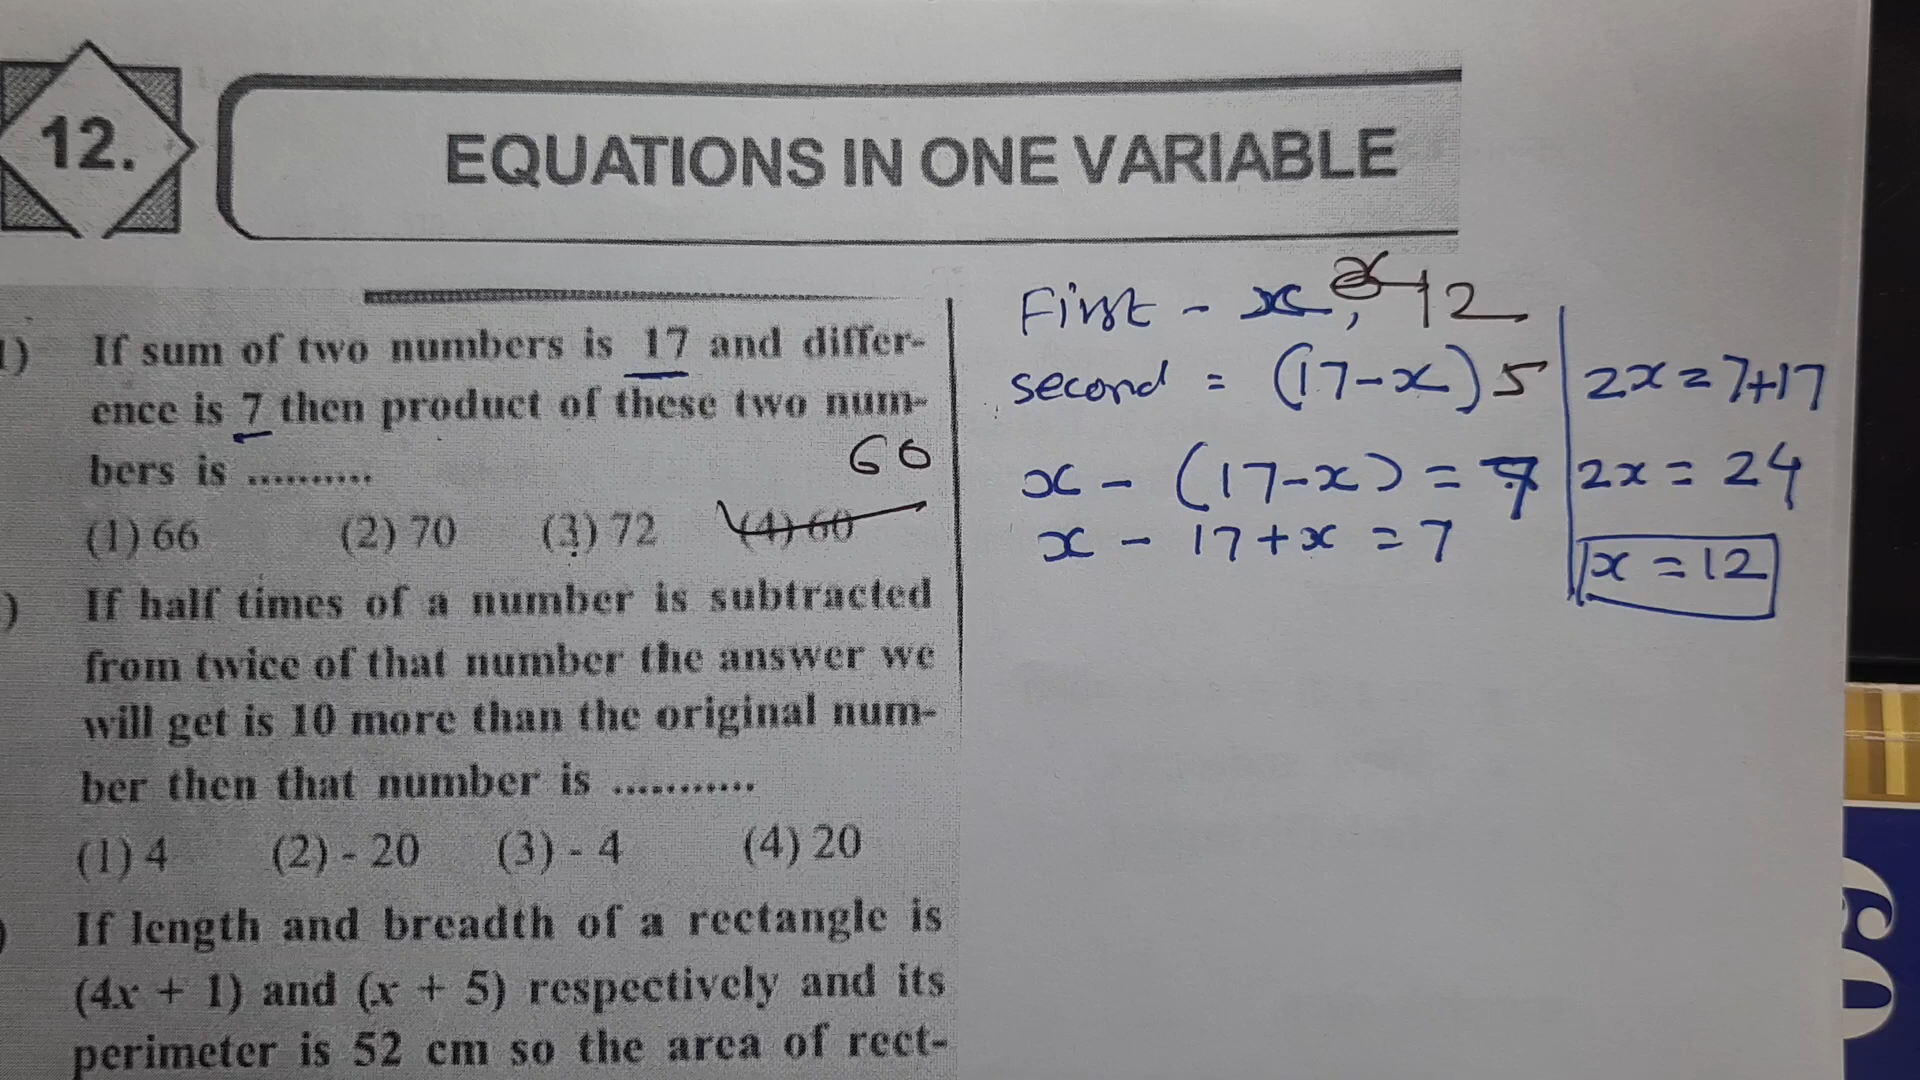 12.
EQUATIONS IN ONE VARIABLE
1) If sum of two numbers is 17 and differ-
ence is 7 then product of these two num-
bers is ..........
60
(1) 66 (2) 70 (3) 72 (4) 60
) If half times of a number is subtracted
from twice of that number the answer we
will get is 10 more than the original num-
ber then that number is ...........
(1) 4 (2) - 20 (3) - 4 (4) 20
) If length and breadth of a rectangle is
(4x + 1) and (x + 5) respectively and its
perimeter is 52 cm so the area of rect-
First - x, 12
second = (17-x) 5
x - (17-x) = 7
x - 17+x = 7
2x = 7+17
2x = 24
x = 12